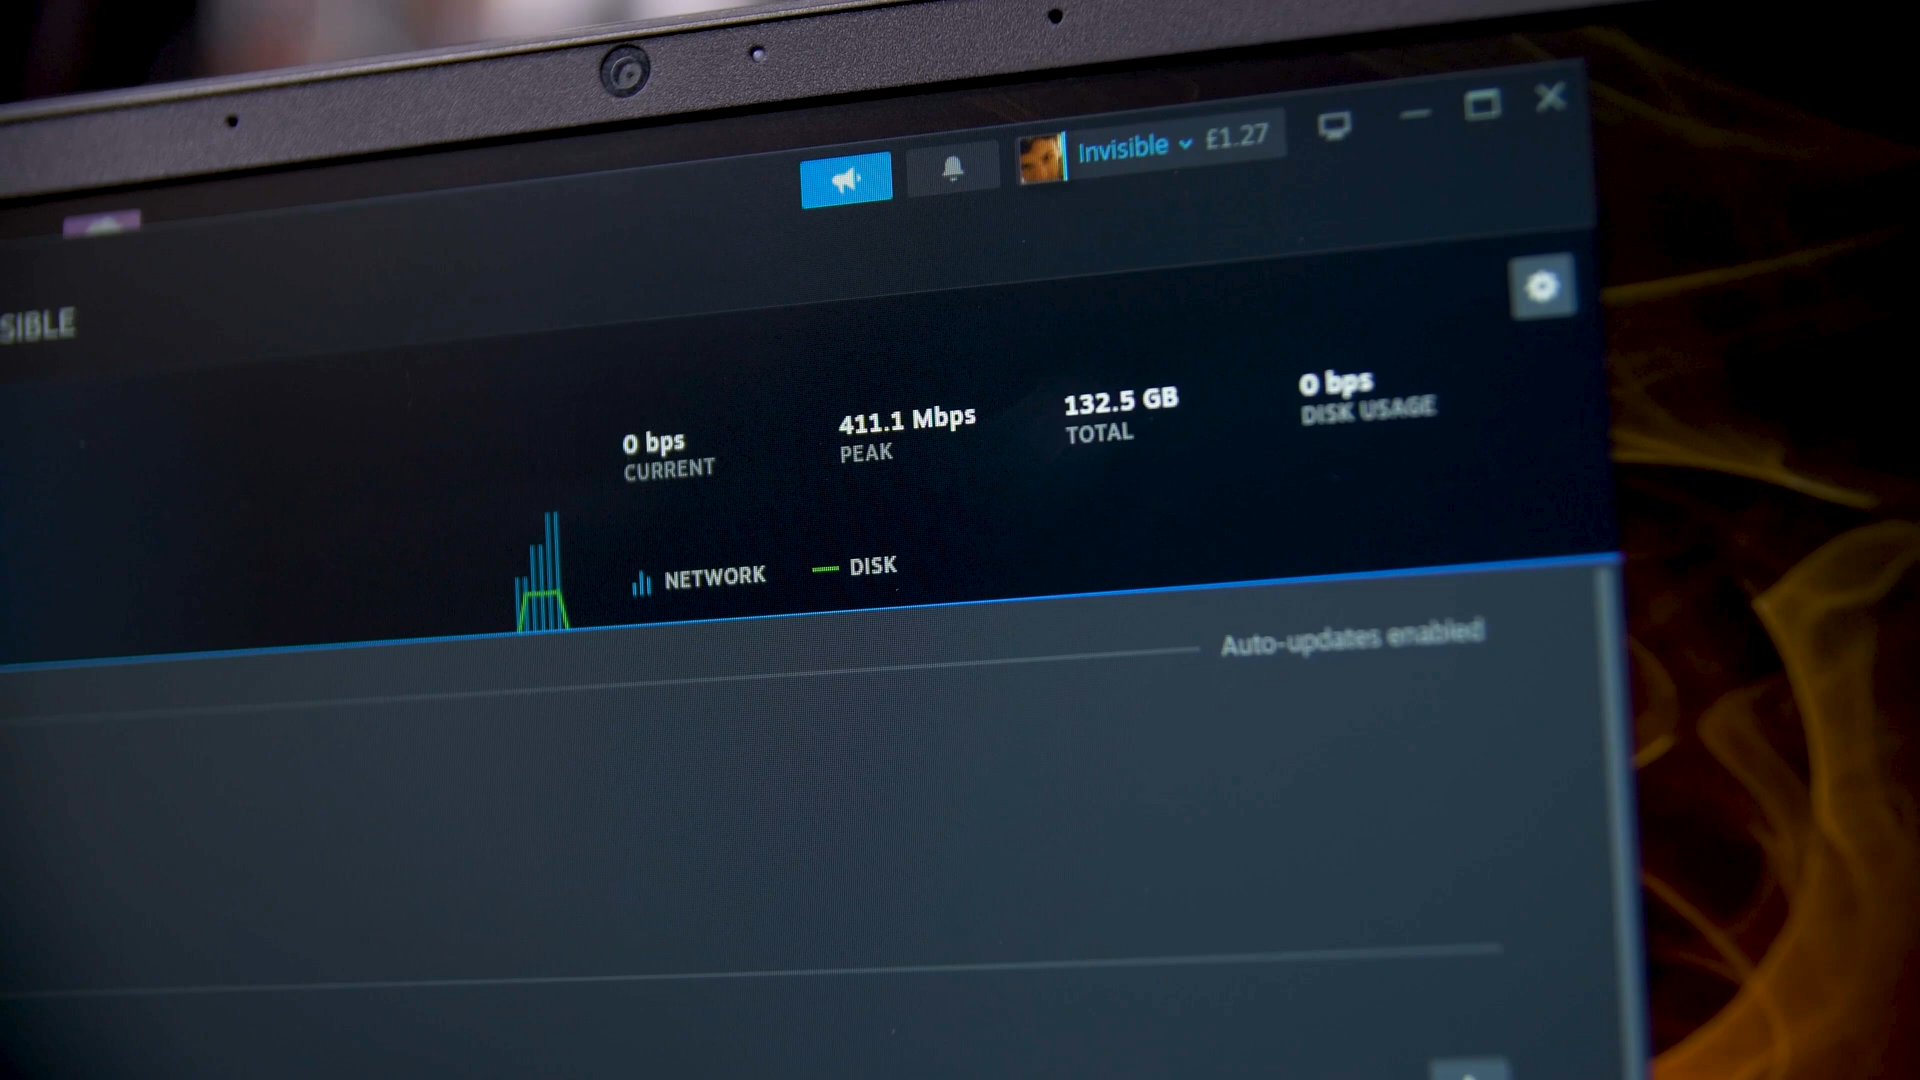 Invisible £1.27
SIBLE
0 bps
CURRENT
411.1 Mbps
PEAK
132.5 GB
TOTAL
0 bps
DISK USAGE
NETWORK
DISK
Auto-updates enabled